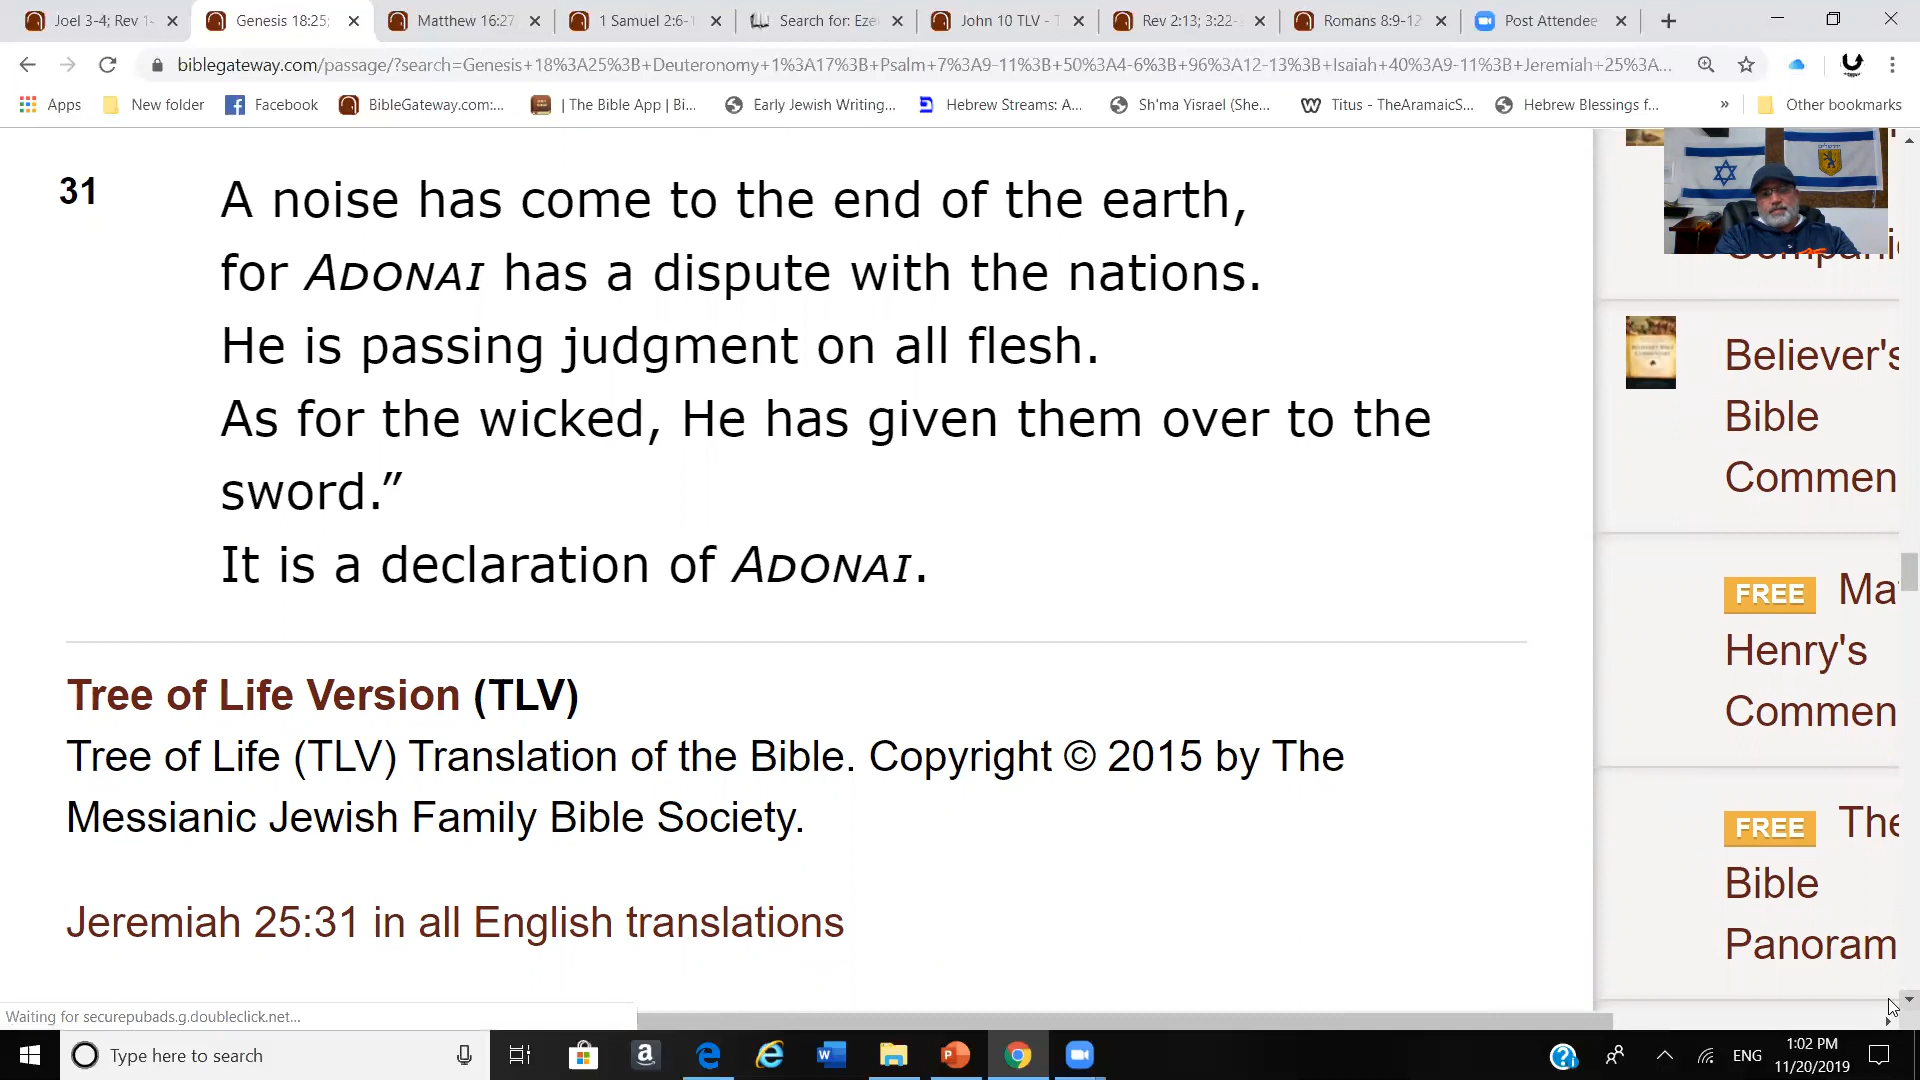 Joel 3-4; Rev 1-
Genesis 18:25;
Matthew 16:27
1 Samuel 2:6-1
Search for: Eze
John 10 TLV - T
Rev 2:13; 3:22-
Romans 8:9-12
Post Attendee
biblegateway.com/passage/?search=Genesis+18%3A25%3B+Deuteronomy+1%3A17%3B+Psalm+7%3A9-11%3B+50%3A4-6%3B+96%3A12-13%3B+Isaiah+40%3A9-11%3B+Jeremiah+25%3A...
Apps
New folder
Facebook
BibleGateway.com:...
| The Bible App | Bi...
Early Jewish Writing...
Hebrew Streams: A...
Sh'ma Yisrael (She...
Titus - TheAramaicS...
Hebrew Blessings f...
»
Other bookmarks
31
A noise has come to the end of the earth,
for ADONAI has a dispute with the nations.
He is passing judgment on all flesh.
As for the wicked, He has given them over to the
sword.”
It is a declaration of ADONAI.
Tree of Life Version (TLV)
Tree of Life (TLV) Translation of the Bible. Copyright © 2015 by The
Messianic Jewish Family Bible Society.
Jeremiah 25:31 in all English translations
Believer's
Bible
Commen
FREE Ma
Henry's
Commen
FREE The
Bible
Panoram
Waiting for securepubads.g.doubleclick.net...
Type here to search
ENG
1:02 PM
11/20/2019